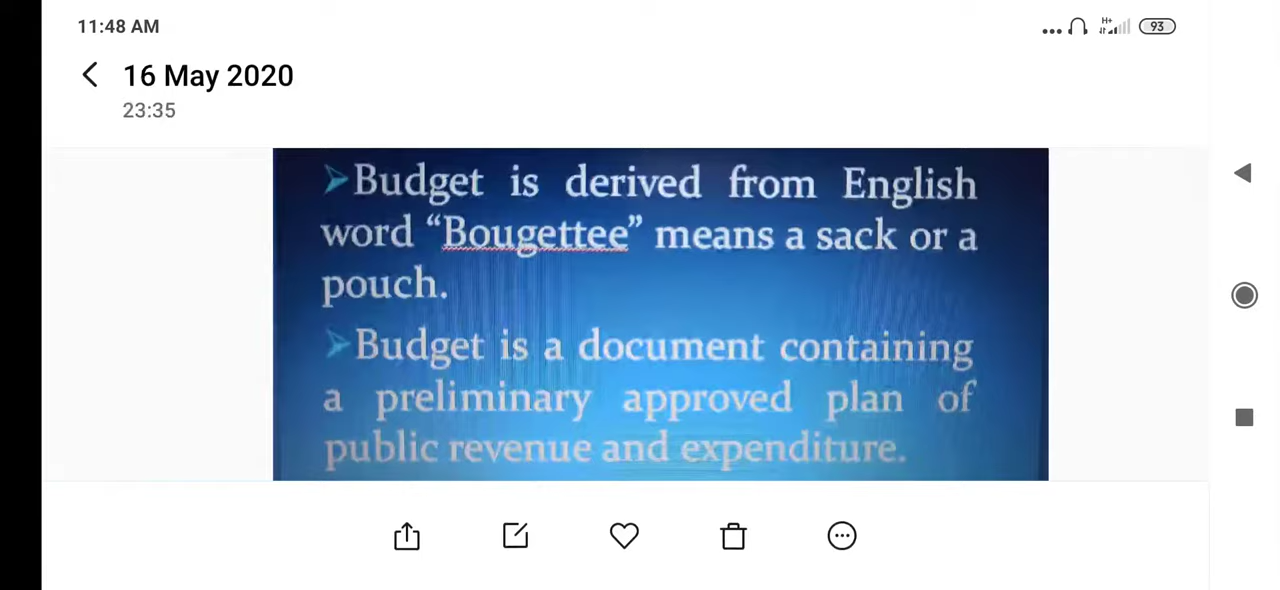 11:48 AM
H+
93
16 May 2020
23:35
➢Budget is derived from English
word “Bougettee” means a sack or a
pouch.
➢Budget is a document containing
a preliminary approved plan of
public revenue and expenditure.